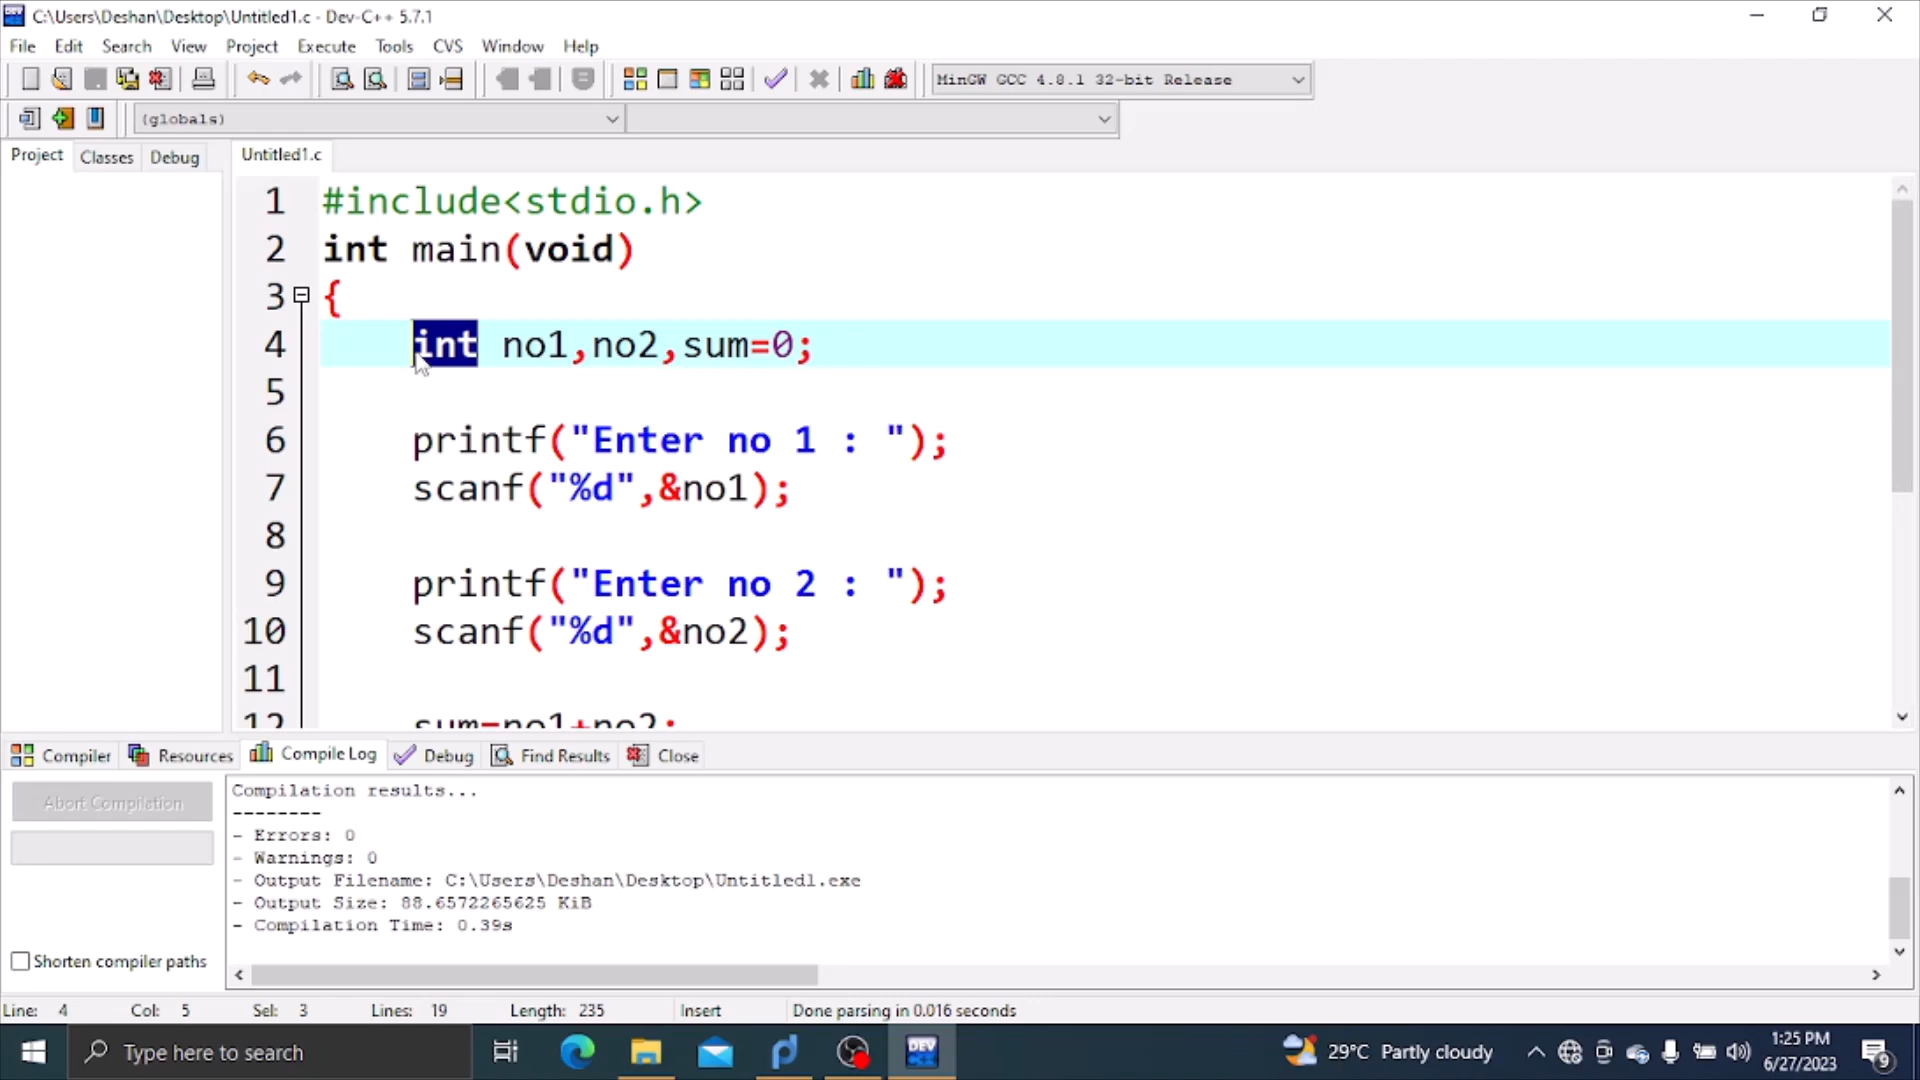 C:\Users\Deshan\Desktop\Untitled1.c - Dev-C++ 5.7.1
File Edit Search View Project Execute Tools CVS Window Help
MinGW GCC 4.8.1 32-bit Release
(globals)
Project Classes Debug Untitled1.c
1 #include<stdio.h>
2 int main(void)
3 {
4 int no1,no2,sum=0;
5
6 printf("Enter no 1 : ");
7 scanf("%d",&no1);
8
9 printf("Enter no 2 : ");
10 scanf("%d",&no2);
11
12 sum=no1+no2;
Compiler Resources Compile Log Debug Find Results Close
Abort Compilation
Compilation results...
--------
- Errors: 0
- Warnings: 0
- Output Filename: C:\Users\Deshan\Desktop\Untitled1.exe
- Output Size: 88.6572265625 KiB
- Compilation Time: 0.39s
Shorten compiler paths
Line: 4 Col: 5 Sel: 3 Lines: 19 Length: 235 Insert Done parsing in 0.016 seconds
Type here to search
DEV
29°C Partly cloudy
1:25 PM
6/27/2023
9